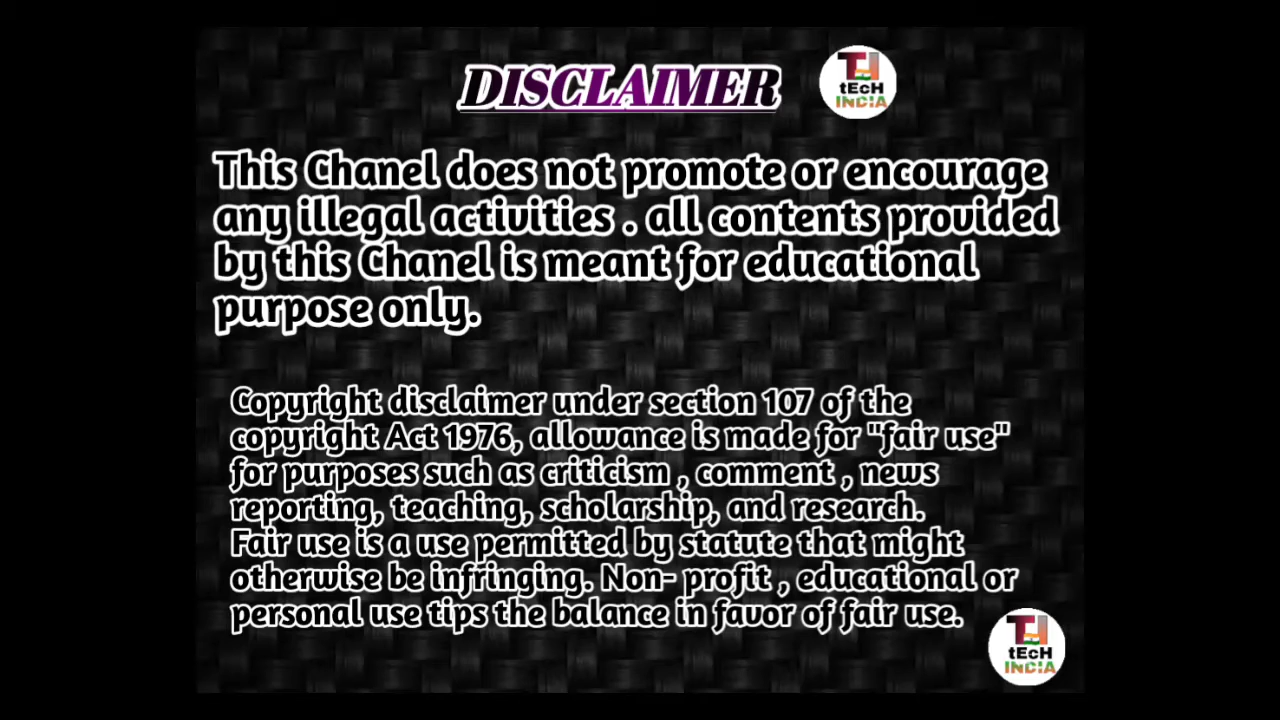 DISCLAIMER
TI
tEcH
INDIA
This Chanel does not promote or encourage
any illegal activities . all contents provided
by this Chanel is meant for educational
purpose only.
Copyright disclaimer under section 107 of the
copyright Act 1976, allowance is made for "fair use"
for purposes such as criticism , comment , news
reporting, teaching, scholarship, and research.
Fair use is a use permitted by statute that might
otherwise be infringing. Non- profit , educational or
personal use tips the balance in favor of fair use.
TI
tEcH
INDIA